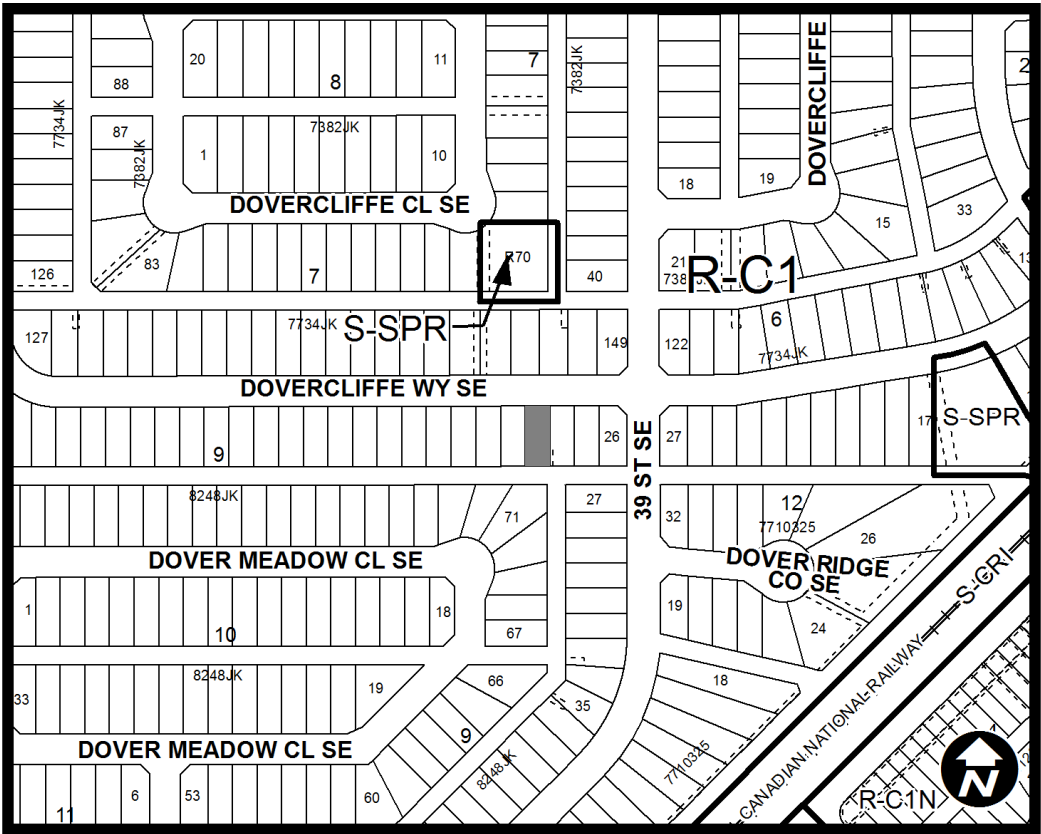 20
11
8
7
88
7382JK
7734JK
DOVERCLIFFE
2
87
7382JK
7382JK
1
10
18
19
15
33
DOVERCLIFFE CL SE
126
83
7
R70
40
21
R-C1
13
6
S-SPR
127
7734JK
149
122
7734JK
DOVERCLIFFE WY SE
9
26
27
17
S-SPR
39 ST SE
8248JK
71
27
32
12
7710325
26
DOVER MEADOW CL SE
DOVER RIDGE
CO SE
S-CRI
1
10
18
67
19
24
33
8248JK
19
66
35
18
CANADIAN NATIONAL RAILWAY
DOVER MEADOW CL SE
9
8248JK
7710325
6
53
60
11
R-C1N
N